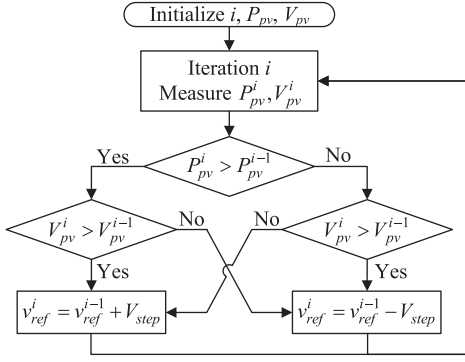 Initialize i, P_pv, V_pv
Iteration i
Measure P_pv^i, V_pv^i
Yes
P_pv^i > P_pv^{i-1}
No
V_pv^i > V_pv^{i-1}
No
No
V_pv^i > V_pv^{i-1}
Yes
Yes
v_ref^i = v_ref^{i-1} + V_step
v_ref^i = v_ref^{i-1} − V_step